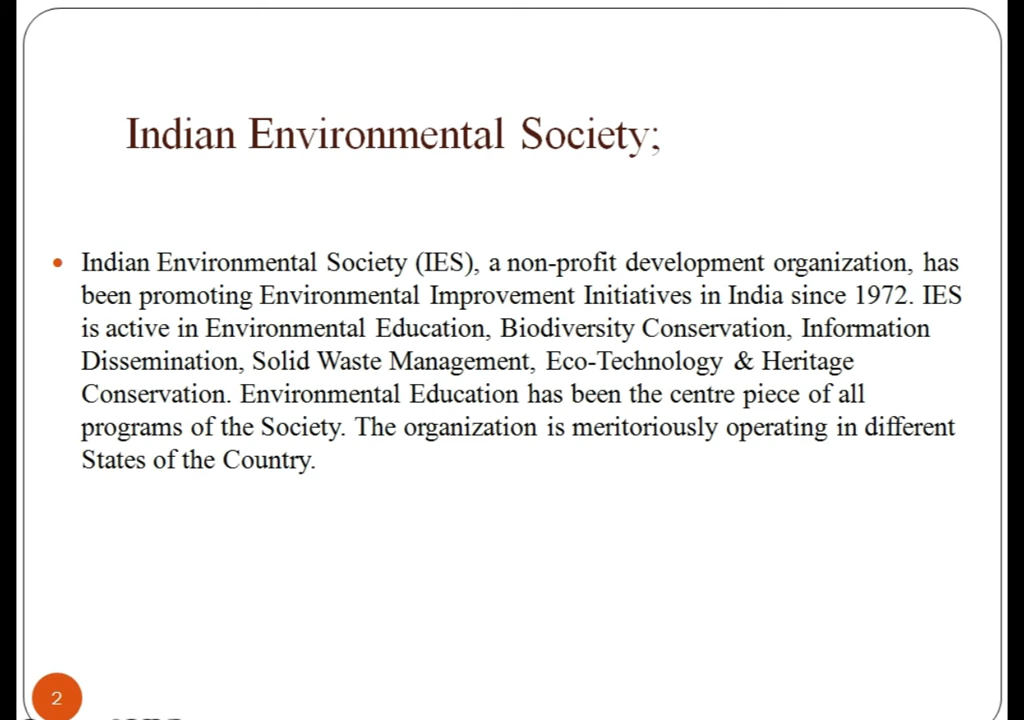 Indian Environmental Society;
Indian Environmental Society (IES), a non-profit development organization, has
been promoting Environmental Improvement Initiatives in India since 1972. IES
is active in Environmental Education, Biodiversity Conservation, Information
Dissemination, Solid Waste Management, Eco-Technology & Heritage
Conservation. Environmental Education has been the centre piece of all
programs of the Society. The organization is meritoriously operating in different
States of the Country.
2